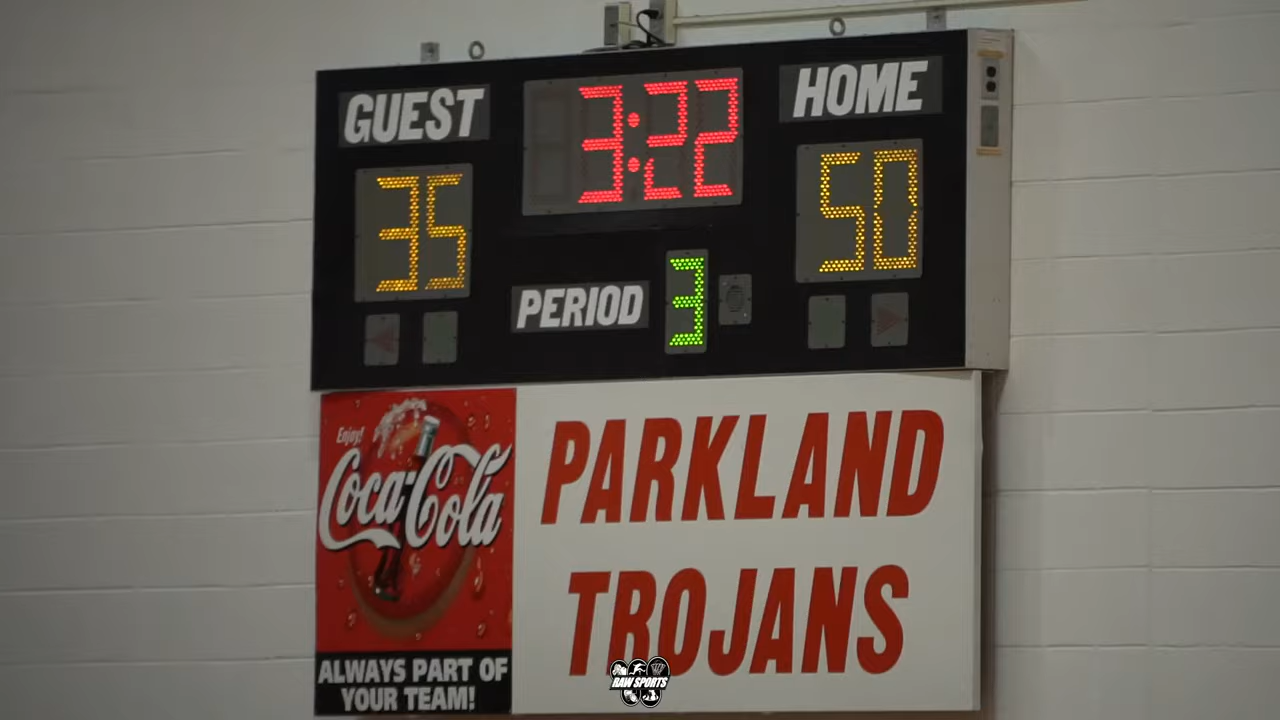 GUEST
3:22
HOME
35
50
PERIOD
3
Enjoy!
Coca-Cola
ALWAYS PART OF
YOUR TEAM!
PARKLAND
TROJANS
RAW SPORTS